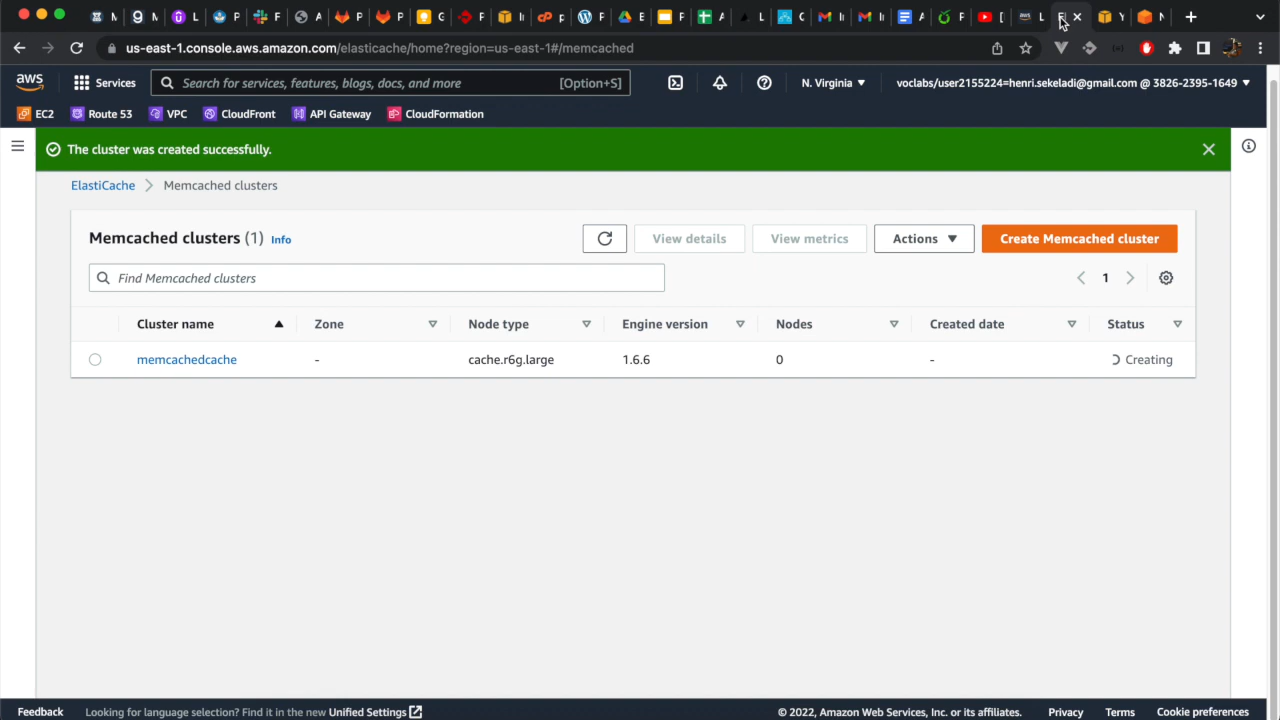 us-east-1.console.aws.amazon.com/elasticache/home?region=us-east-1#/memcached
aws
Services
Search for services, features, blogs, docs, and more
[Option+S]
N. Virginia
voclabs/user2155224=henri.sekeladi@gmail.com @ 3826-2395-1649
EC2
Route 53
VPC
CloudFront
API Gateway
CloudFormation
The cluster was created successfully.
ElastiCache
Memcached clusters
Memcached clusters (1)
Info
View details
View metrics
Actions
Create Memcached cluster
Find Memcached clusters
1
Cluster name
Zone
Node type
Engine version
Nodes
Created date
Status
memcachedcache
-
cache.r6g.large
1.6.6
0
-
Creating
Feedback
Looking for language selection? Find it in the new Unified Settings
© 2022, Amazon Web Services, Inc. or its affiliates.
Privacy
Terms
Cookie preferences